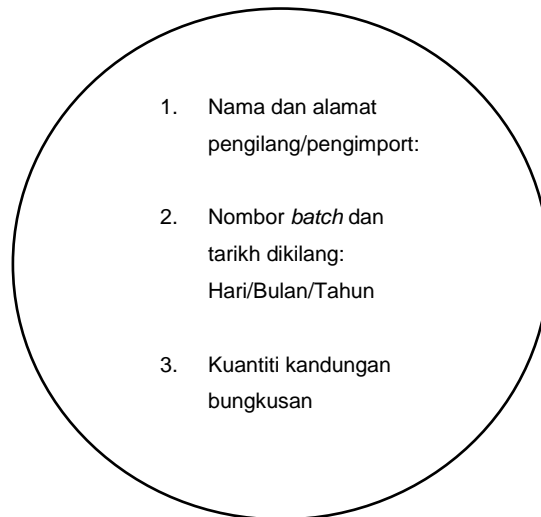 1. Nama dan alamat
pengilang/pengimport:
2. Nombor batch dan
tarikh dikilang:
Hari/Bulan/Tahun
3. Kuantiti kandungan
bungkusan